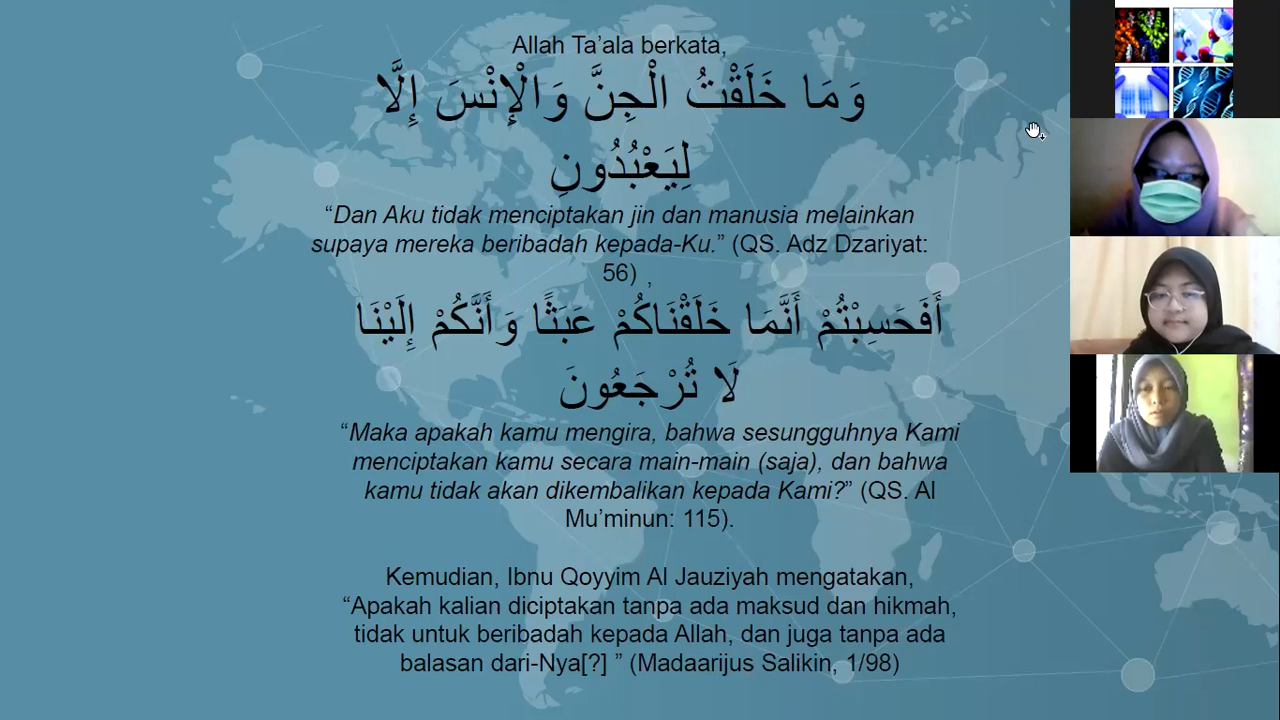 Allah Ta’ala berkata,
وَمَا خَلَقْتُ الْجِنَّ وَالْإِنْسَ إِلَّا
لِيَعْبُدُونِ
“Dan Aku tidak menciptakan jin dan manusia melainkan
supaya mereka beribadah kepada-Ku.” (QS. Adz Dzariyat:
56) ,
أَفَحَسِبْتُمْ أَنَّمَا خَلَقْنَاكُمْ عَبَثًا وَأَنَّكُمْ إِلَيْنَا
لَا تُرْجَعُونَ
“Maka apakah kamu mengira, bahwa sesungguhnya Kami
menciptakan kamu secara main-main (saja), dan bahwa
kamu tidak akan dikembalikan kepada Kami?” (QS. Al
Mu’minun: 115).
Kemudian, Ibnu Qoyyim Al Jauziyah mengatakan,
“Apakah kalian diciptakan tanpa ada maksud dan hikmah,
tidak untuk beribadah kepada Allah, dan juga tanpa ada
balasan dari-Nya[?] ” (Madaarijus Salikin, 1/98)